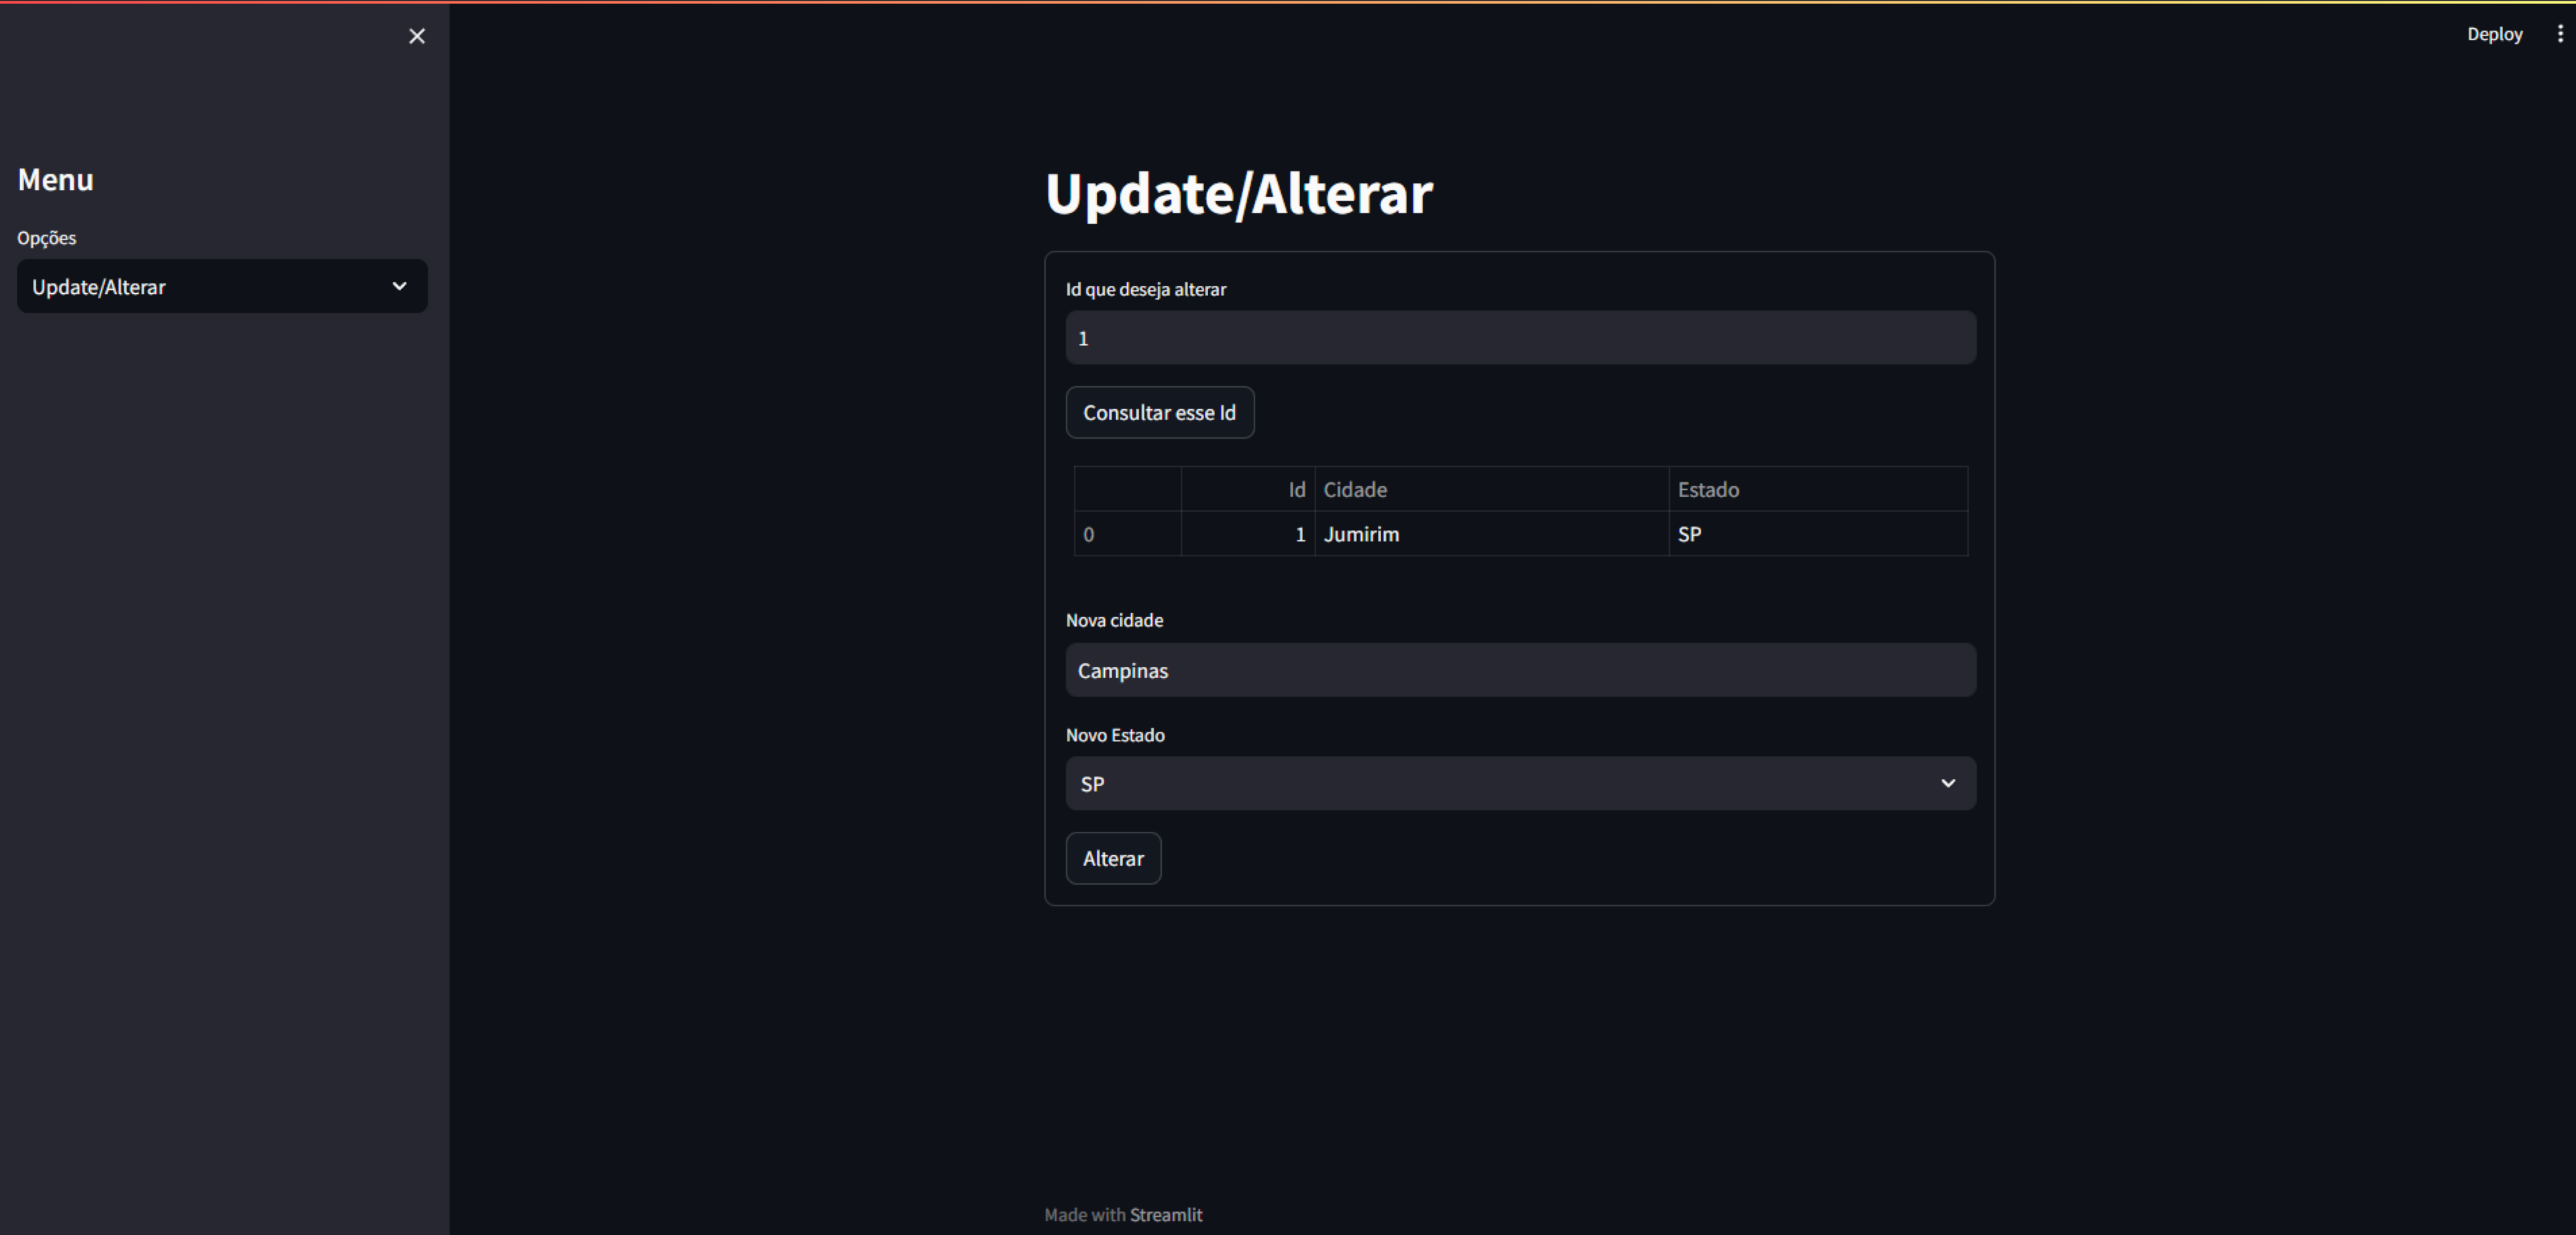 Deploy
Menu
Opções
Update/Alterar
Update/Alterar
Id que deseja alterar
1
Consultar esse Id
Id Cidade Estado
0 1 Jumirim SP
Nova cidade
Campinas
Novo Estado
SP
Alterar
Made with Streamlit